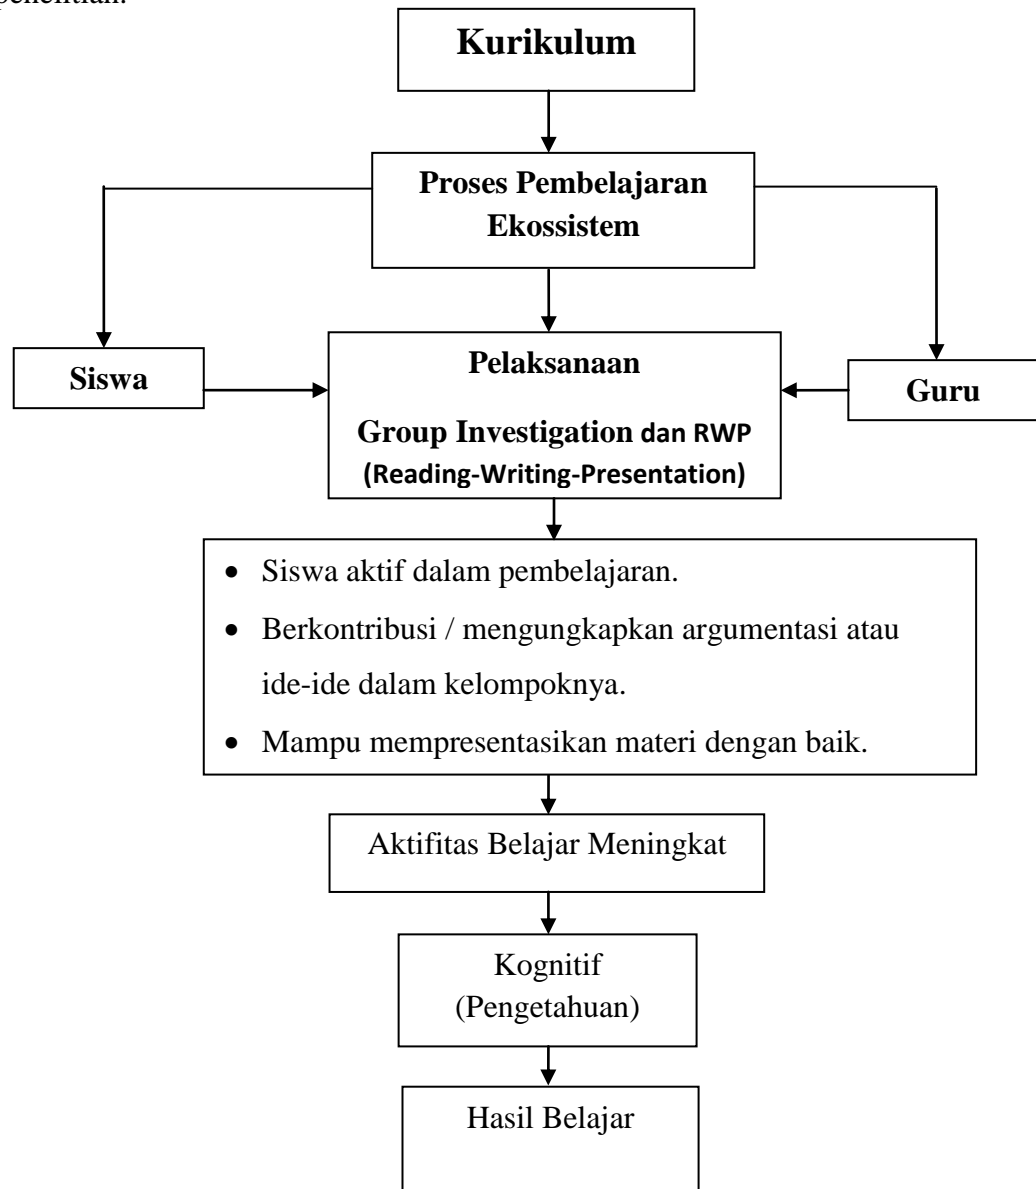 Kurikulum
Proses Pembelajaran
Ekossistem
Siswa
Pelaksanaan
Group Investigation dan RWP
(Reading-Writing-Presentation)
Guru
• Siswa aktif dalam pembelajaran.
• Berkontribusi / mengungkapkan argumentasi atau
ide-ide dalam kelompoknya.
• Mampu mempresentasikan materi dengan baik.
Aktifitas Belajar Meningkat
Kognitif
(Pengetahuan)
Hasil Belajar